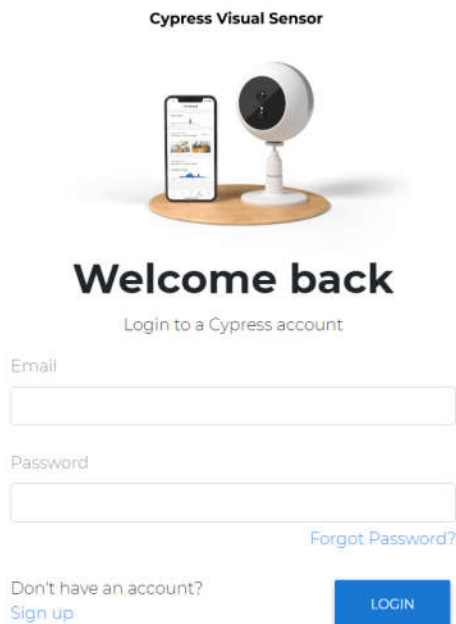 Cypress Visual Sensor
Welcome back
Login to a Cypress account
Email
Password
Forgot Password?
Don't have an account?
Sign up
LOGIN